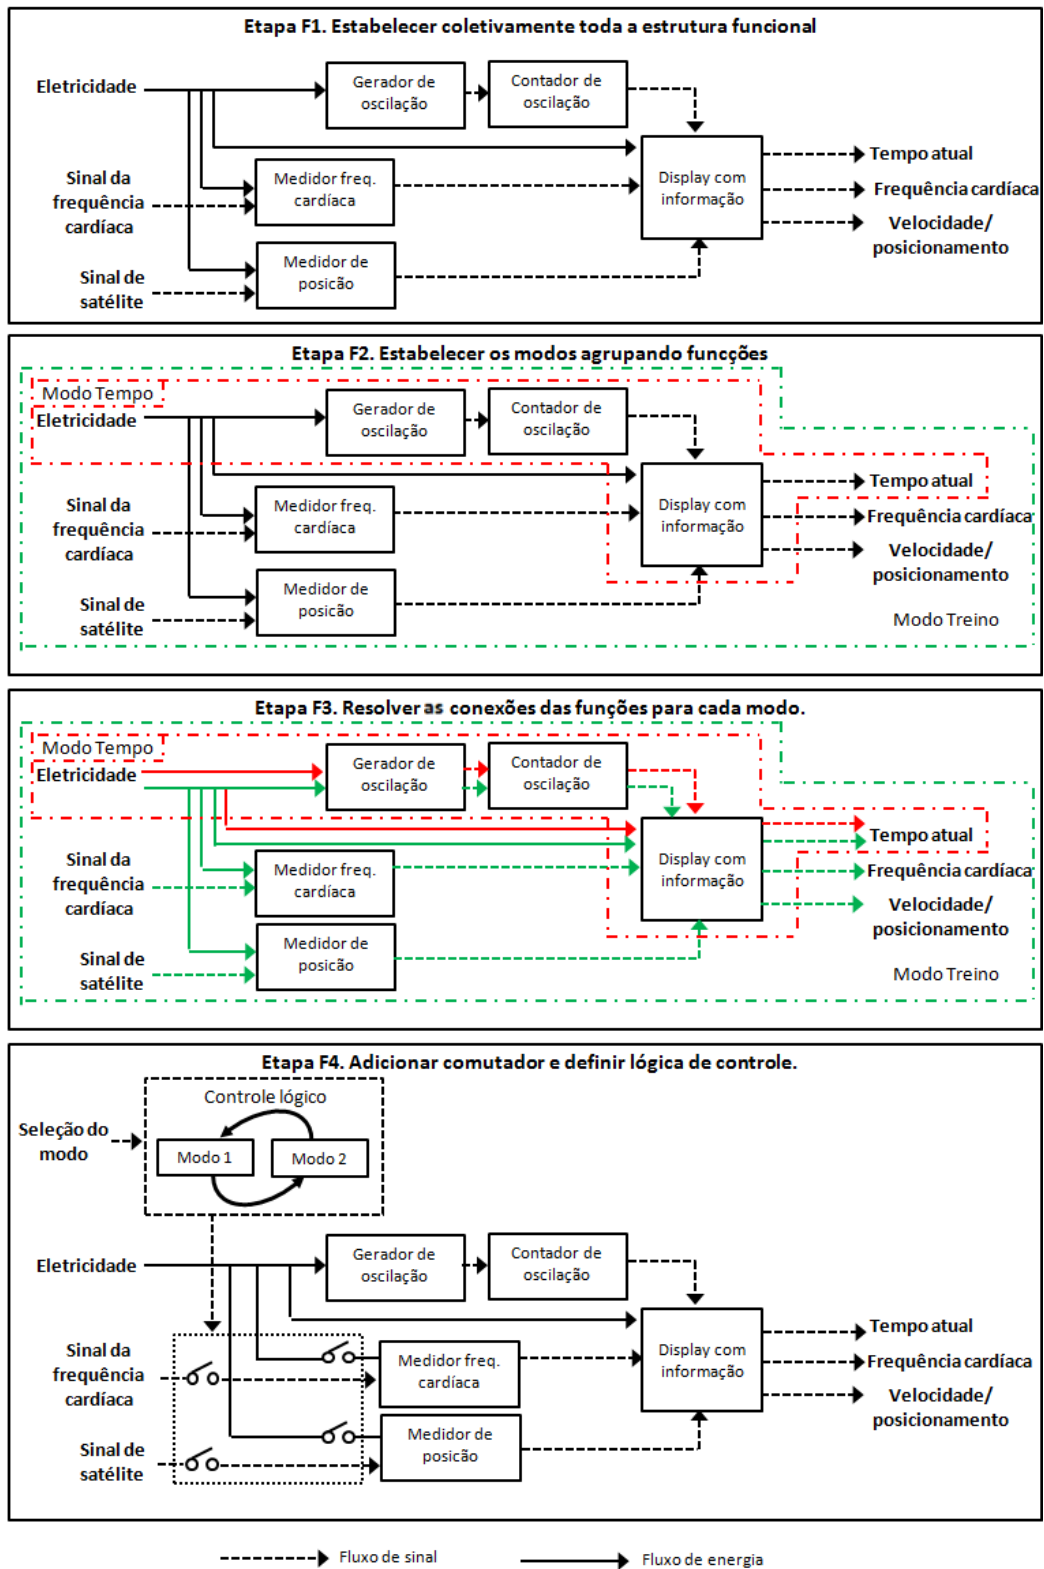 Etapa F1. Estabelecer coletivamente toda a estrutura funcional
Eletricidade
Gerador de
oscilação
Contador de
oscilação
Sinal da
frequência
cardíaca
Medidor freq.
cardíaca
Display com
informação
Tempo atual
Frequência cardíaca
Velocidade/
posicionamento
Sinal de
satélite
Medidor de
posicão
Etapa F2. Estabelecer os modos agrupando funcções
Modo Tempo
Eletricidade
Gerador de
oscilação
Contador de
oscilação
Sinal da
frequência
cardíaca
Medidor freq.
cardíaca
Display com
informação
Tempo atual
Frequência cardíaca
Velocidade/
posicionamento
Sinal de
satélite
Medidor de
posicão
Modo Treino
Etapa F3. Resolver as conexões das funções para cada modo.
Modo Tempo
Eletricidade
Gerador de
oscilação
Contador de
oscilação
Sinal da
frequência
cardíaca
Medidor freq.
cardíaca
Display com
informação
Tempo atual
Frequência cardíaca
Velocidade/
posicionamento
Sinal de
satélite
Medidor de
posicão
Modo Treino
Etapa F4. Adicionar comutador e definir lógica de controle.
Controle lógico
Seleção do
modo
Modo 1
Modo 2
Eletricidade
Gerador de
oscilação
Contador de
oscilação
Sinal da
frequência
cardíaca
Medidor freq.
cardíaca
Display com
informação
Tempo atual
Frequência cardíaca
Velocidade/
posicionamento
Sinal de
satélite
Medidor de
posicão
Fluxo de sinal
Fluxo de energia